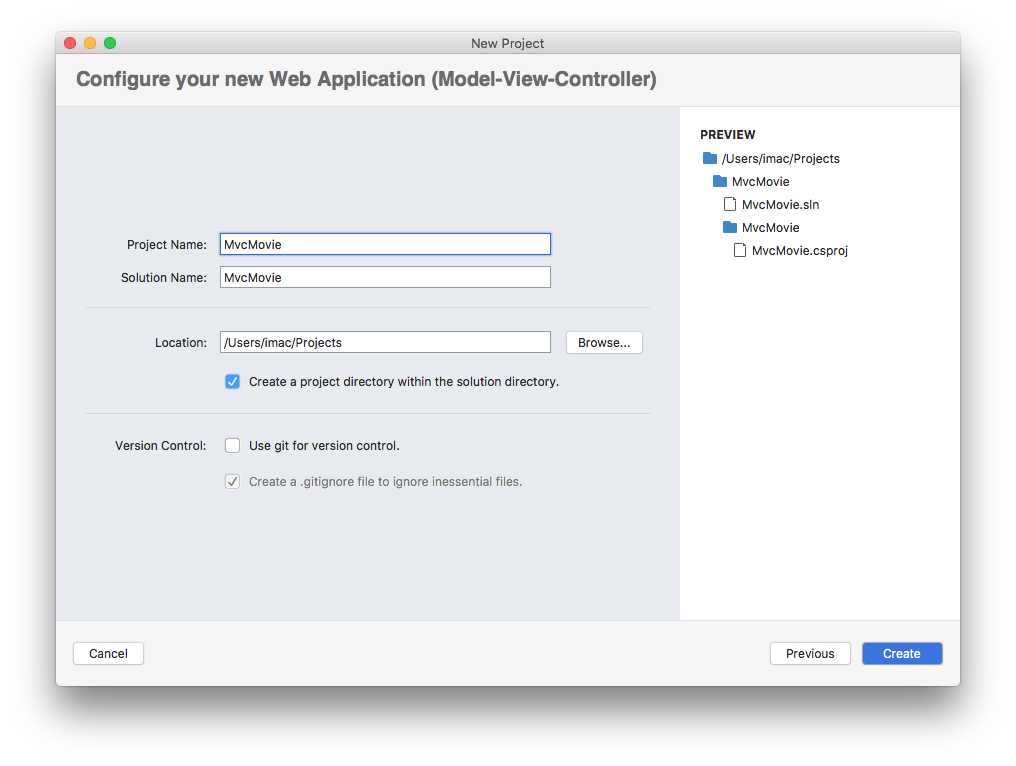 New Project
Configure your new Web Application (Model-View-Controller)
Project Name: MvcMovie
Solution Name: MvcMovie
Location: /Users/imac/Projects Browse...
Create a project directory within the solution directory.
Version Control: Use git for version control.
Create a .gitignore file to ignore inessential files.
PREVIEW
/Users/imac/Projects
MvcMovie
MvcMovie.sln
MvcMovie
MvcMovie.csproj
Cancel Previous Create